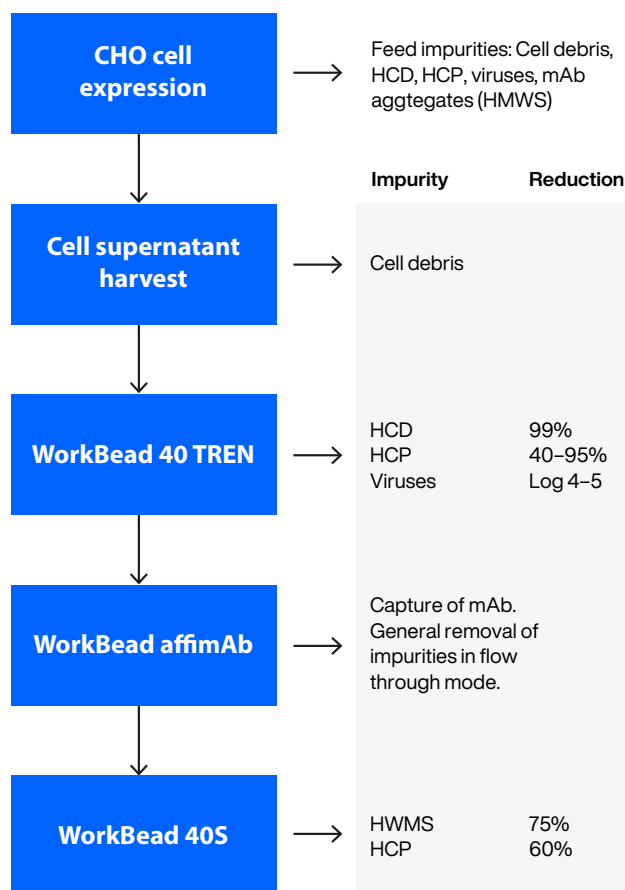 CHO cell
expression
Feed impurities: Cell debris,
HCD, HCP, viruses, mAb
aggtegates (HMWS)
Impurity Reduction
Cell supernatant
harvest
Cell debris
WorkBead 40 TREN
HCD 99%
HCP 40–95%
Viruses Log 4–5
WorkBead affimAb
Capture of mAb.
General removal of
impurities in flow
through mode.
WorkBead 40S
HWMS 75%
HCP 60%